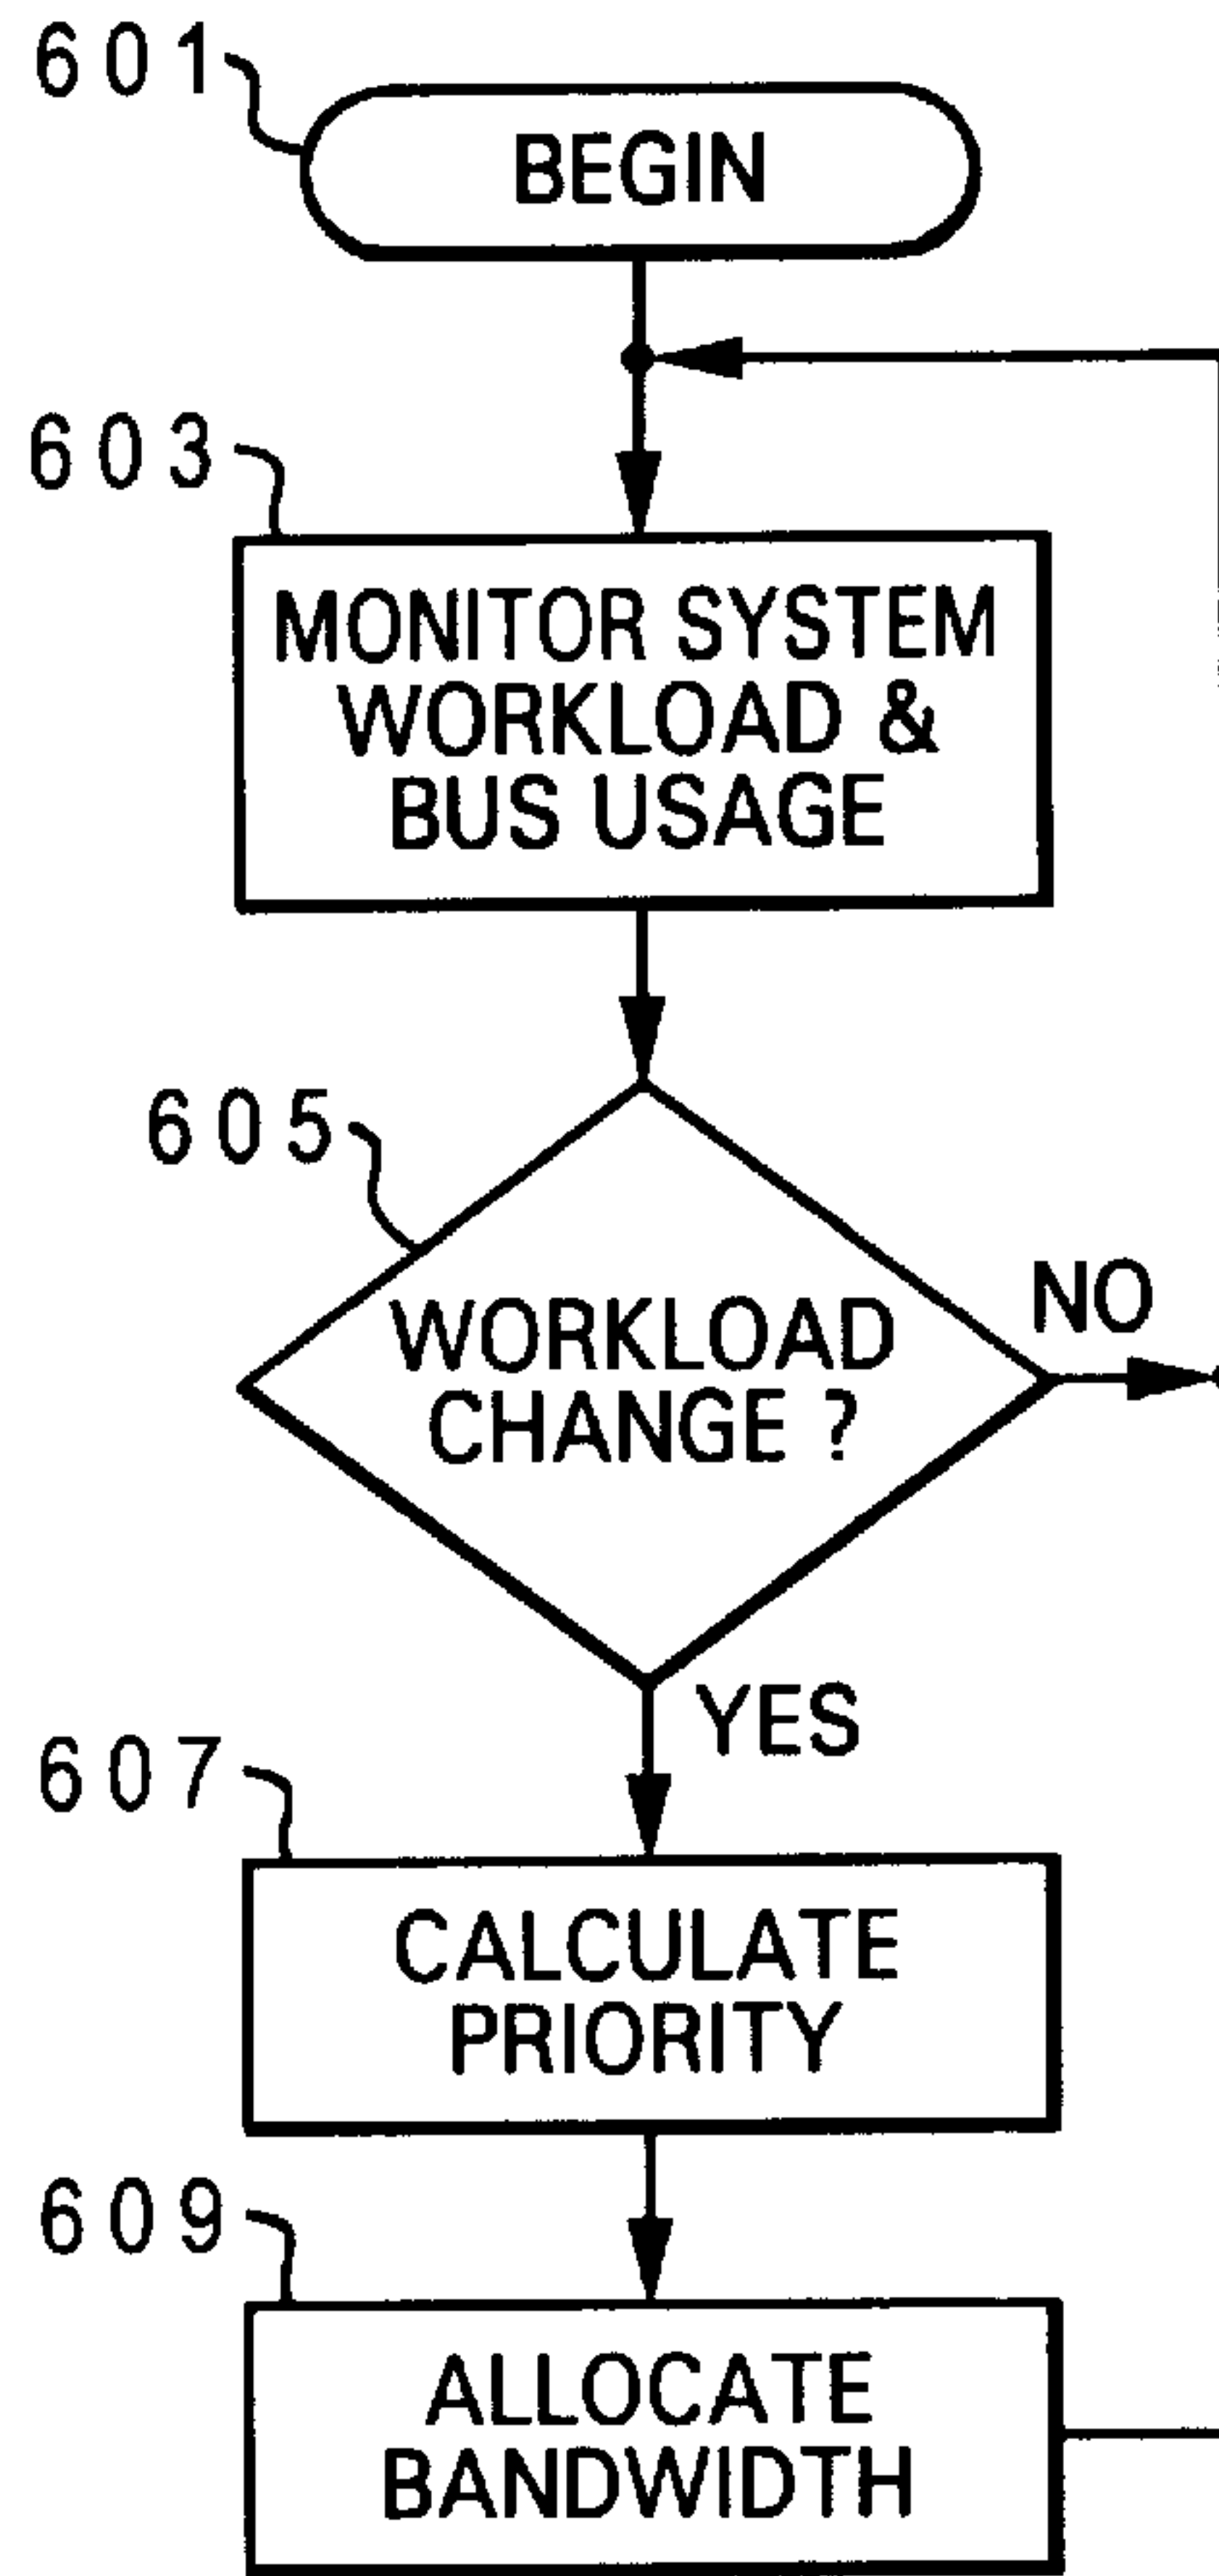 601
BEGIN
603
MONITOR SYSTEM
WORKLOAD &
BUS USAGE
605
WORKLOAD
CHANGE ?
NO
YES
607
CALCULATE
PRIORITY
609
ALLOCATE
BANDWIDTH